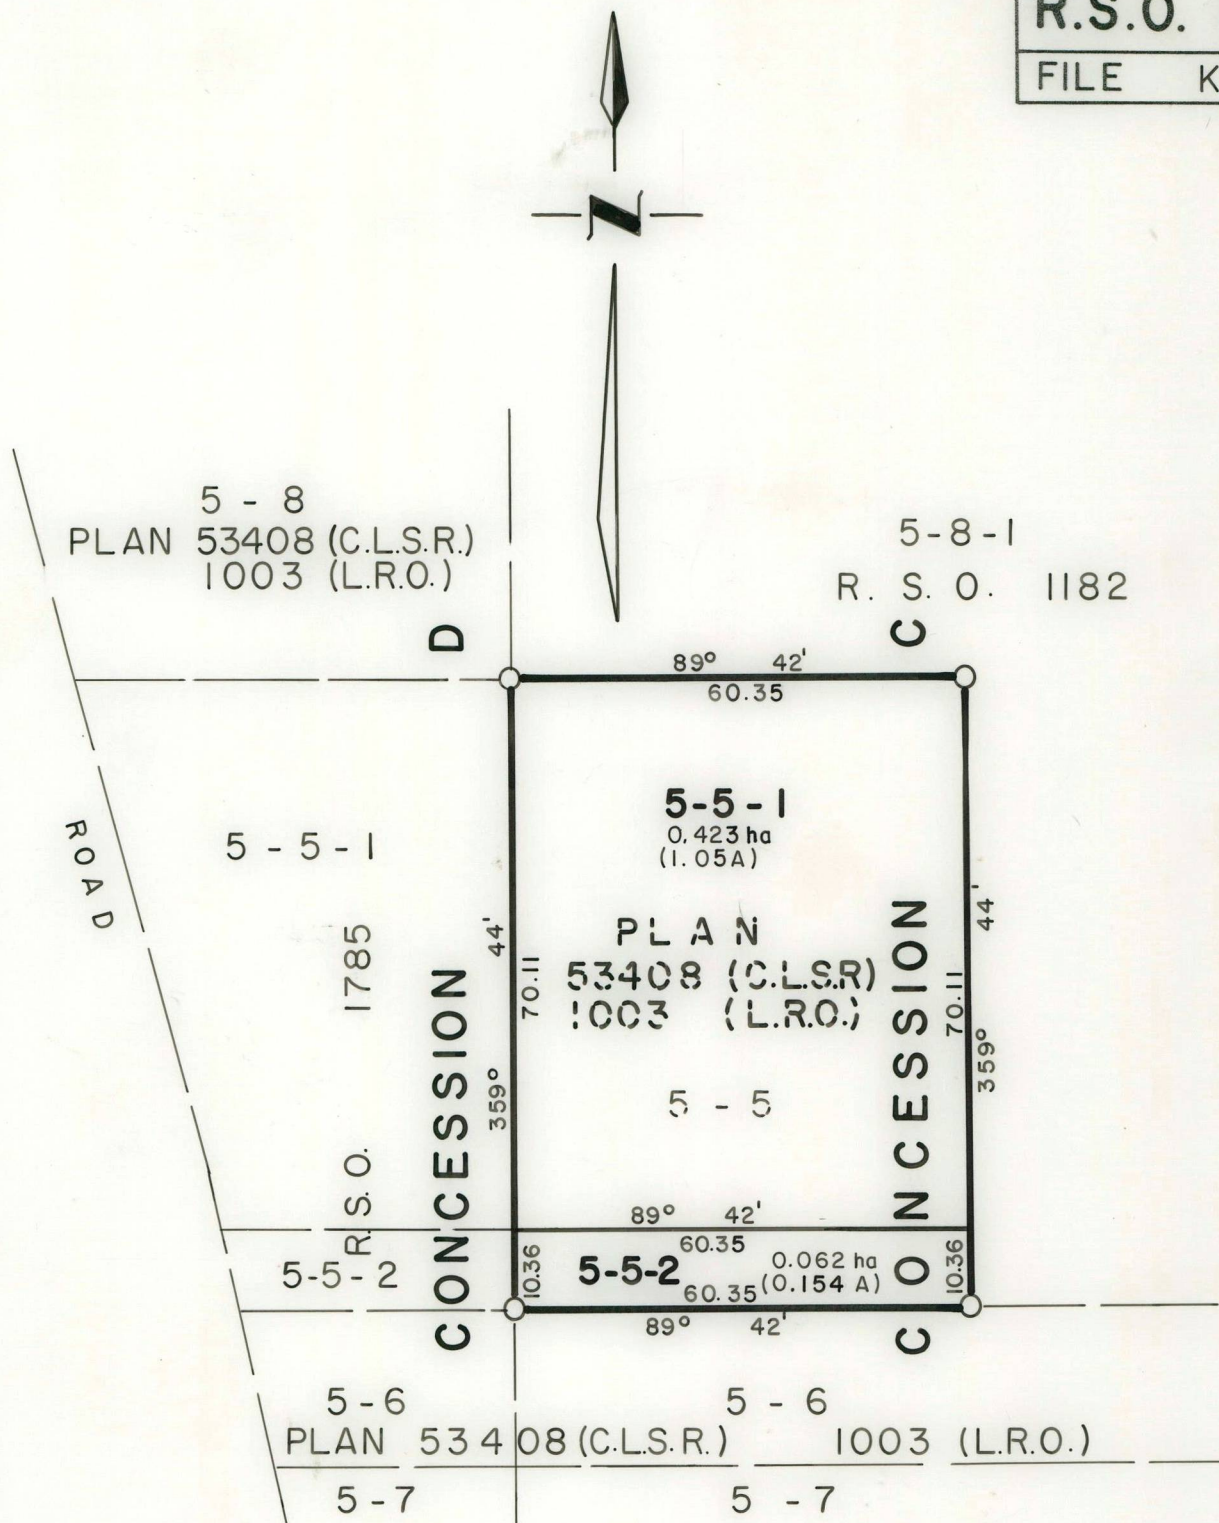 R.S.O.
FILE K
N
5 - 8
PLAN 53408 (C.L.S.R.)
1003 (L.R.O.)
5-8-1
R. S. O. 1182
D
C
89° 42'
60.35
5-5-1
0.423 ha
(1.05A)
ROAD
5 - 5 - 1
R.S.O. 1785
CONCESSION
359° 44'
70.11
PLAN
53408 (C.L.S.R)
1003 (L.R.O.)
5 - 5
CONCESSION
70.11
359° 44'
89° 42'
60.35
5-5-2
10.36
5-5-2
0.062 ha
(0.154 A)
10.36
60.35
89° 42'
5-6
5 - 6
PLAN 53408 (C.L.S.R.) 1003 (L.R.O.)
5-7
5 - 7